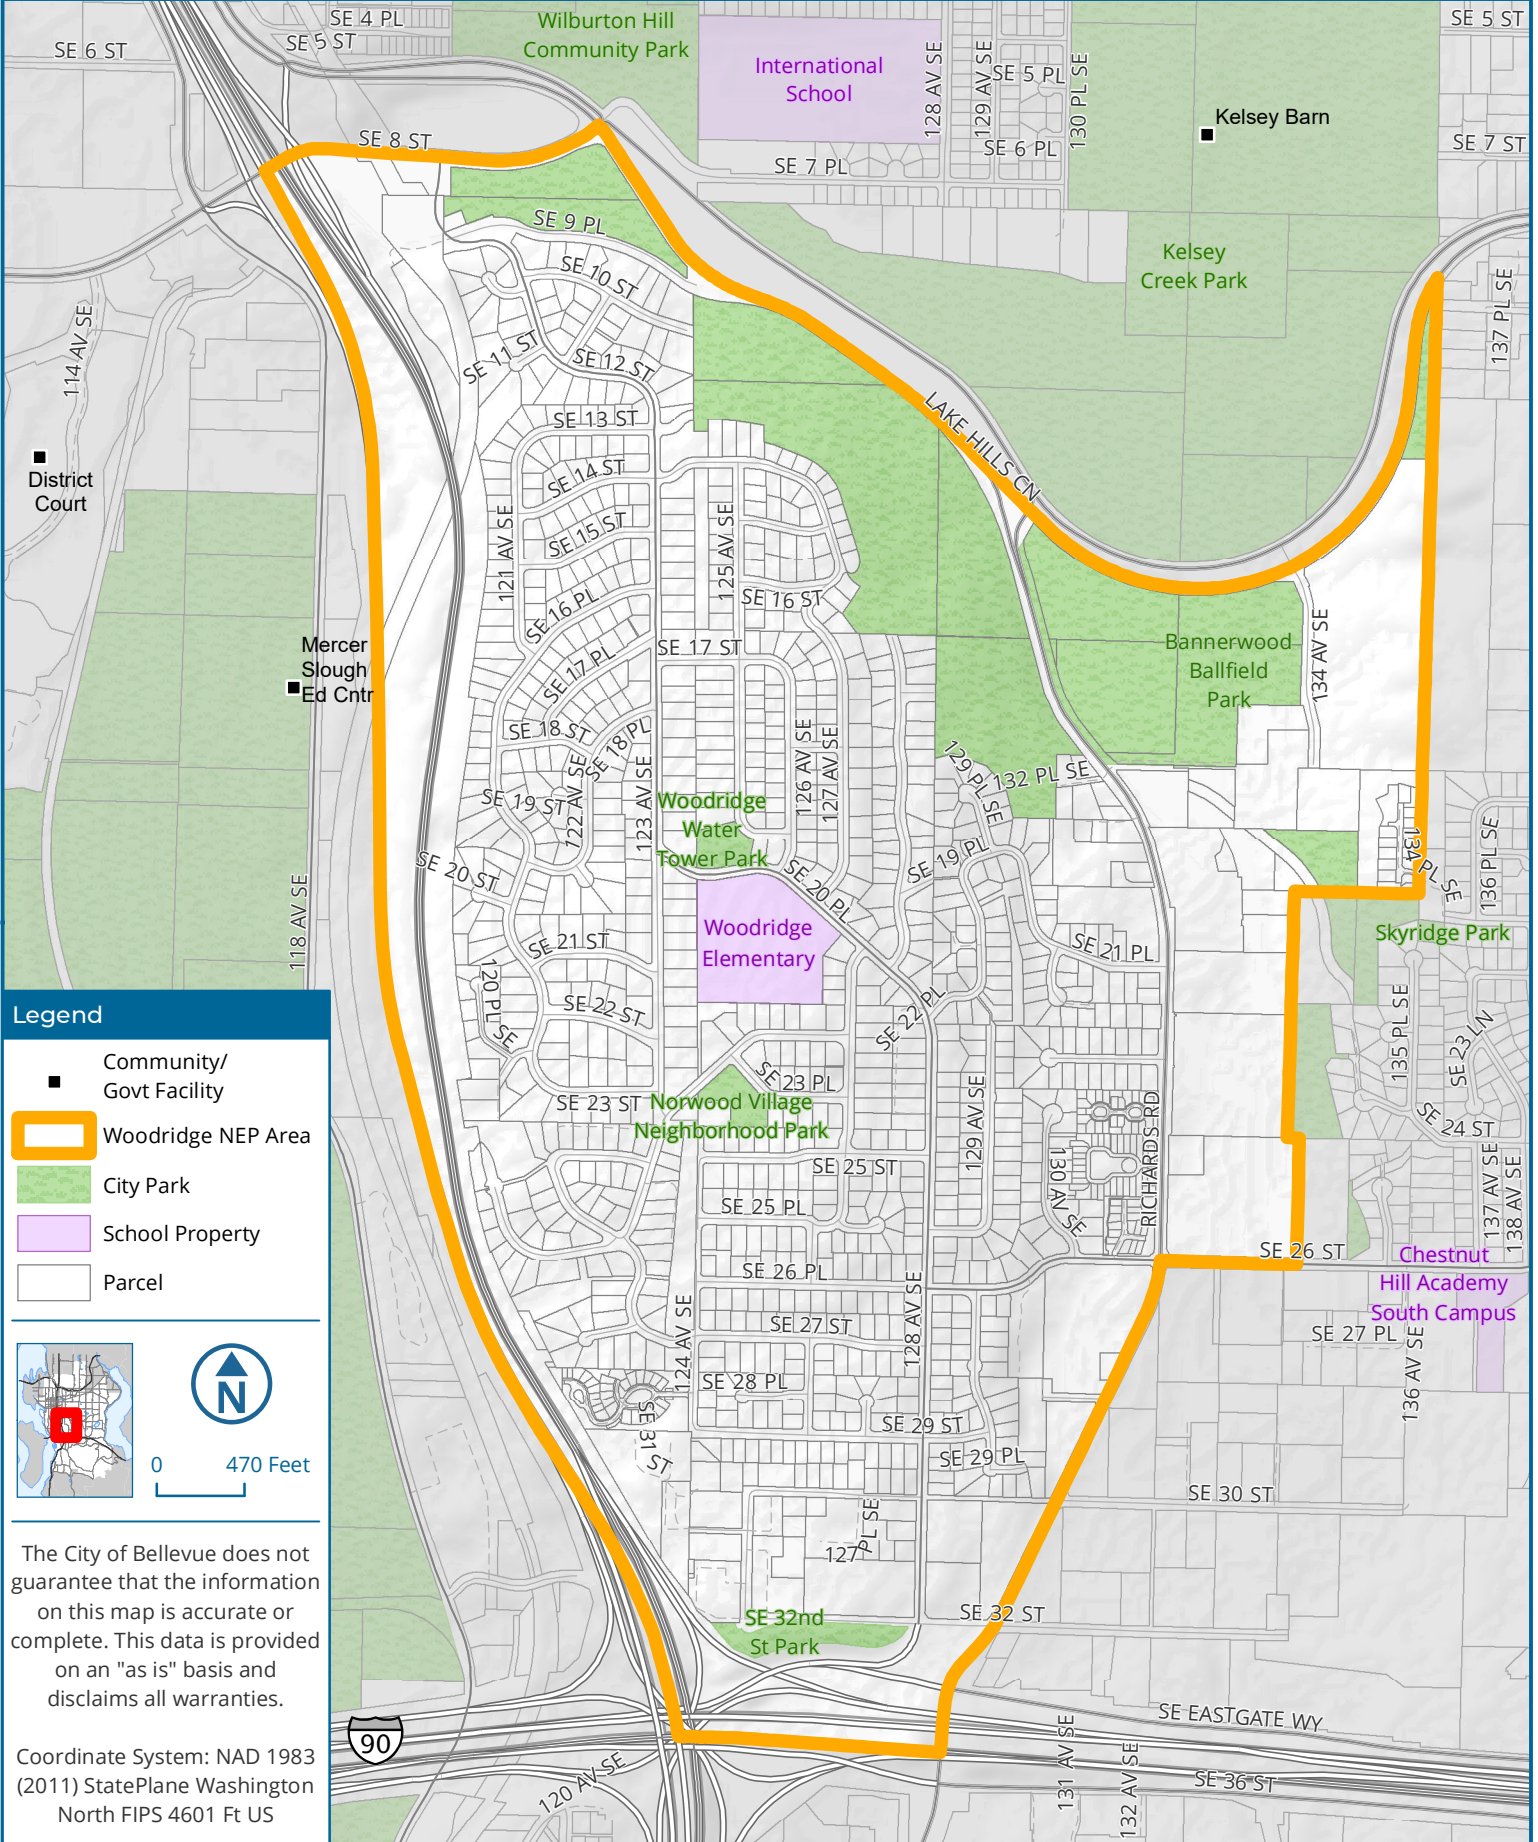 SE 4 PL
SE 5 ST
SE 6 ST
Wilburton Hill
Community Park
International
School
128 AV SE
129 AV SE
SE 5 PL
130 PL SE
SE 6 PL
SE 7 PL
Kelsey Barn
SE 5 ST
SE 7 ST
SE 8 ST
SE 9 PL
SE 10 ST
Kelsey
Creek Park
137 PL SE
114 AV SE
SE 11 ST
SE 12 ST
SE 13 ST
LAKE HILLS CN
District
Court
SE 14 ST
SE 15 ST
121 AV SE
125 AV SE
SE 16 ST
SE 16 PL
SE 17 ST
SE 17 PL
Mercer
Slough
Ed Cntr
Bannerwood
Ballfield
Park
134 AV SE
SE 18 ST
SE 18 PL
122 AV SE
123 AV SE
126 AV SE
127 AV SE
129 PL SE
132 PL SE
SE 19 ST
Woodridge
Water
Tower Park
SE 19 PL
134 PL SE
136 PL SE
SE 20 ST
SE 20 PL
118 AV SE
Woodridge
Elementary
SE 21 ST
SE 21 PL
Skyridge Park
120 PL SE
SE 22 ST
SE 22 PL
135 PL SE
SE 23 LN
SE 23 PL
SE 23 ST
Norwood Village
Neighborhood Park
129 AV SE
130 AV SE
RICHARDS RD
SE 24 ST
SE 25 ST
SE 25 PL
137 AV SE
138 AV SE
SE 26 ST
SE 26 PL
Chestnut
Hill Academy
South Campus
124 AV SE
128 AV SE
SE 27 ST
SE 27 PL
136 AV SE
SE 28 PL
SE 29 ST
SE 29 PL
SE 31 ST
SE 30 ST
127 PL SE
SE 32 ST
SE 32nd
St Park
SE EASTGATE WY
90
120 AV SE
131 AV SE
132 AV SE
SE 36 ST
Legend
Community/
Govt Facility
Woodridge NEP Area
City Park
School Property
Parcel
N
0 470 Feet
The City of Bellevue does not
guarantee that the information
on this map is accurate or
complete. This data is provided
on an "as is" basis and
disclaims all warranties.
Coordinate System: NAD 1983
(2011) StatePlane Washington
North FIPS 4601 Ft US